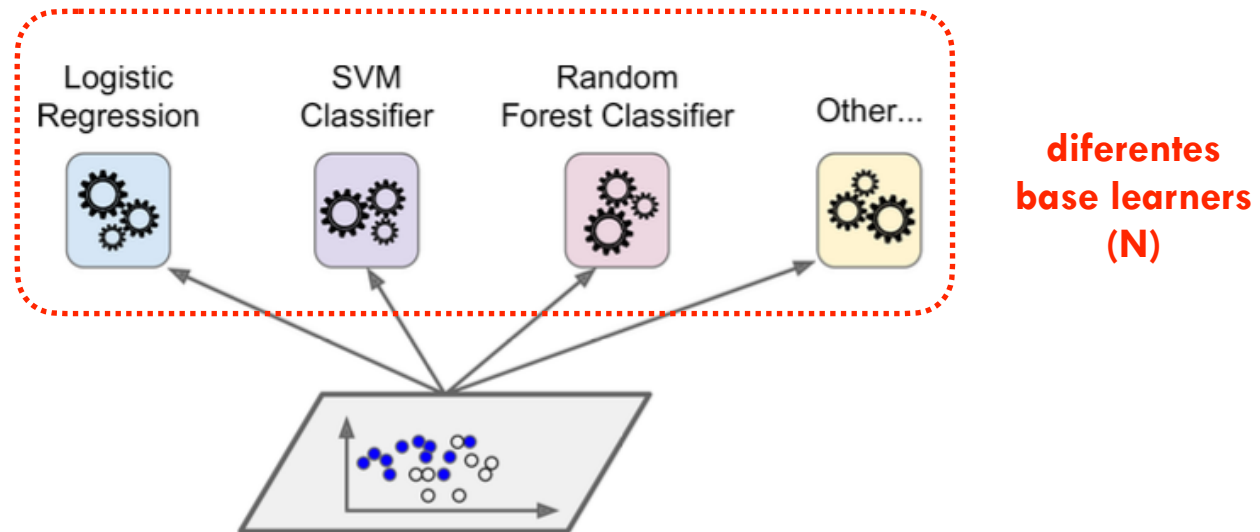 Logistic
Regression
SVM
Classifier
Random
Forest Classifier
Other...
diferentes
base learners
(N)